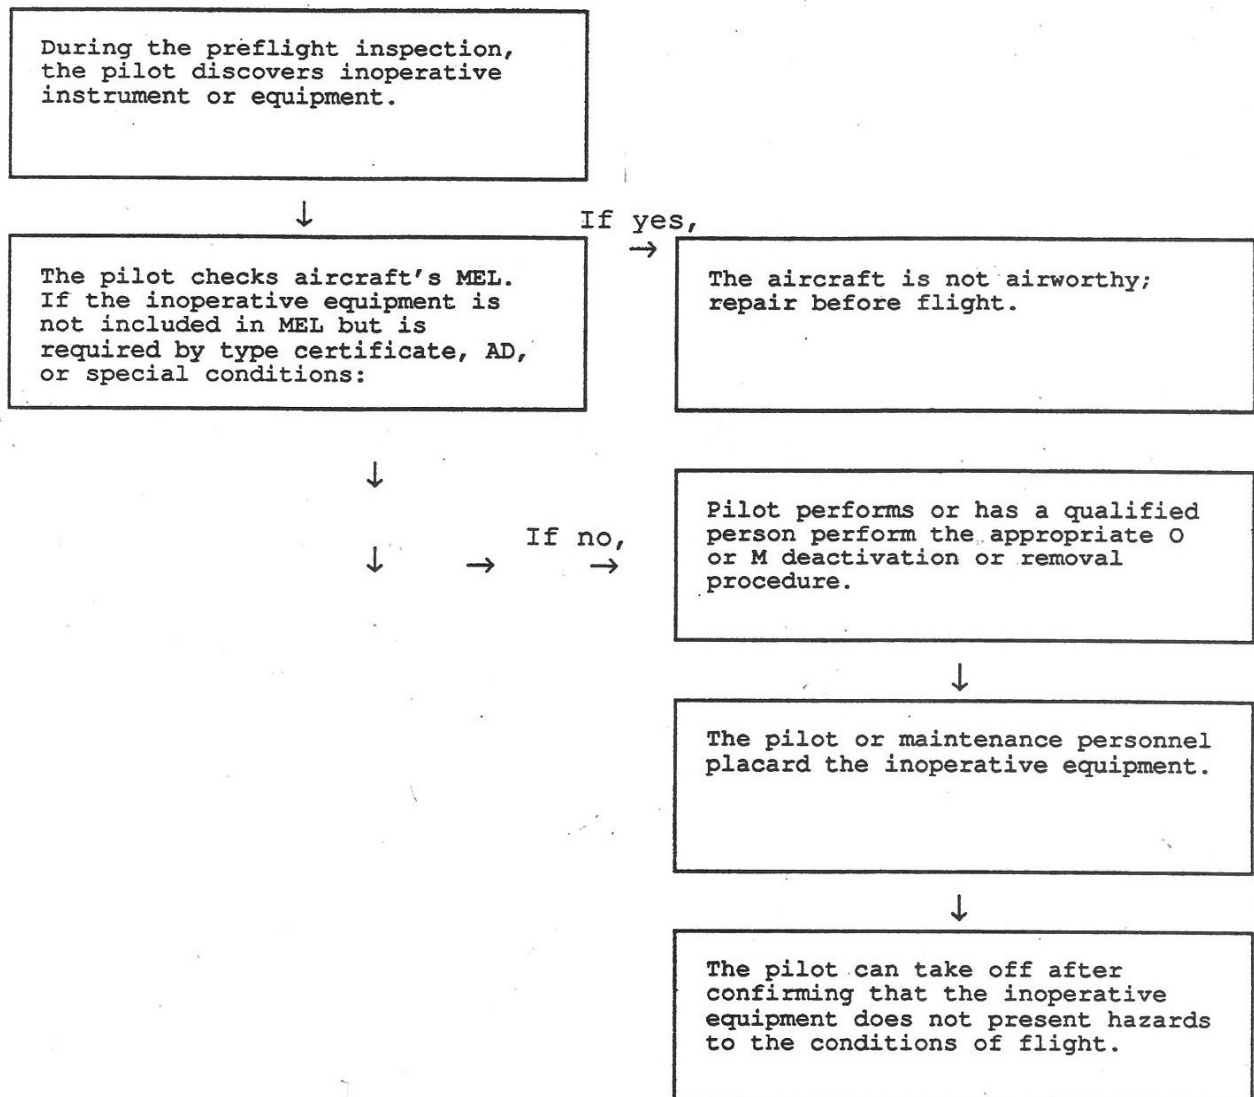 During the preflight inspection,
the pilot discovers inoperative
instrument or equipment.
↓
If yes,
→
The pilot checks aircraft's MEL.
If the inoperative equipment is
not included in MEL but is
required by type certificate, AD,
or special conditions:
The aircraft is not airworthy;
repair before flight.
↓
If no,
↓ → →
Pilot performs or has a qualified
person perform the appropriate O
or M deactivation or removal
procedure.
↓
The pilot or maintenance personnel
placard the inoperative equipment.
↓
The pilot can take off after
confirming that the inoperative
equipment does not present hazards
to the conditions of flight.